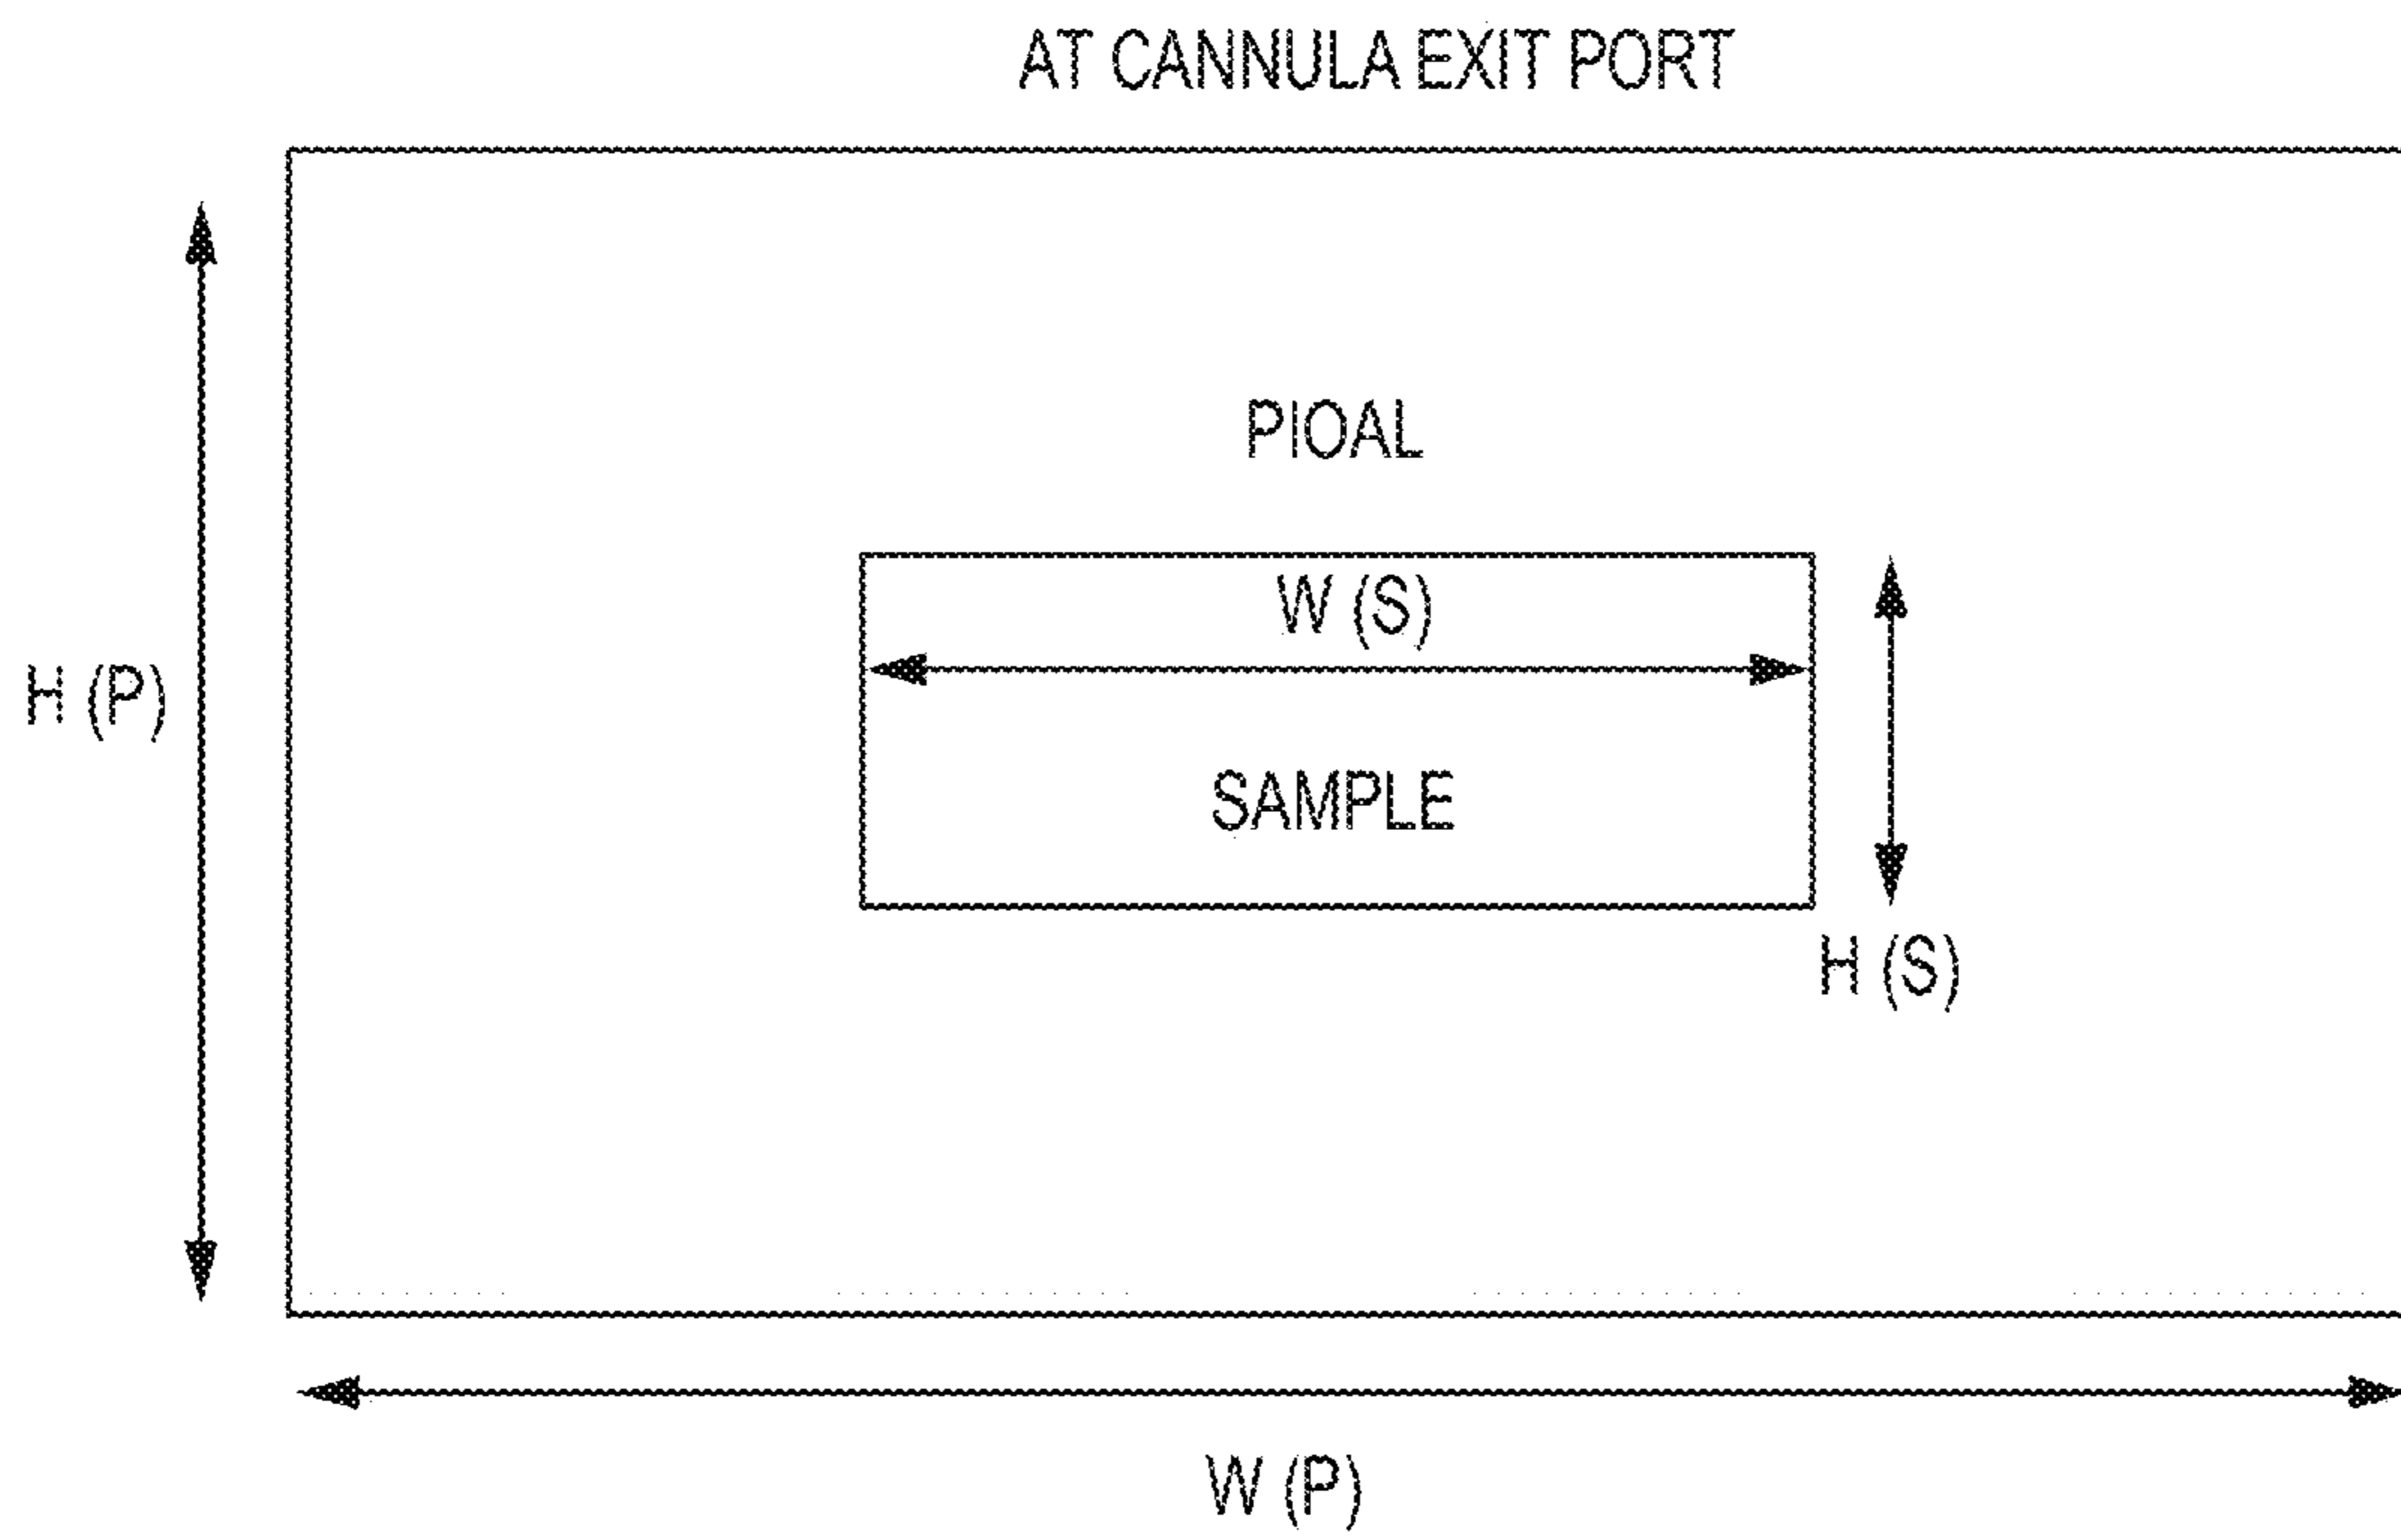 AT CANNULA EXIT PORT
PIOAL
W (S)
H (P)
SAMPLE
H (S)
W (P)